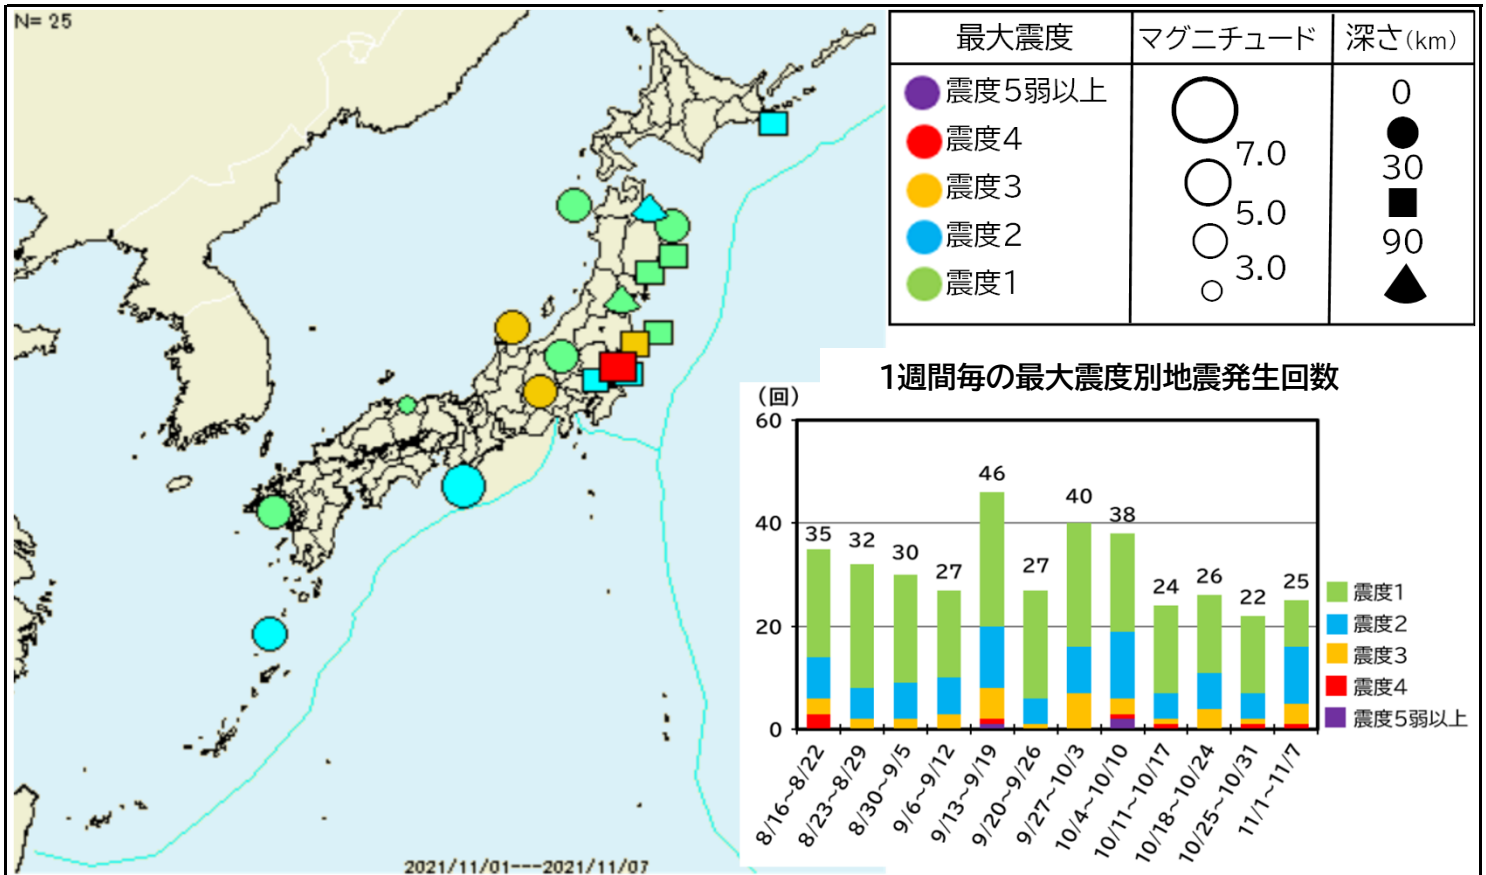 N= 25
最大震度 マグニチュード 深さ(km)
震度5弱以上
震度4
震度3
震度2
震度1
7.0
5.0
3.0
0
30
90
1週間毎の最大震度別地震発生回数
(回)
60
40
20
0
35 32 30 27 46 27 40 38 24 26 22 25
8/16~8/22
8/23~8/29
8/30~9/5
9/6~9/12
9/13~9/19
9/20~9/26
9/27~10/3
10/4~10/10
10/11~10/17
10/18~10/24
10/25~10/31
11/1~11/7
震度1
震度2
震度3
震度4
震度5弱以上
2021/11/01---2021/11/07